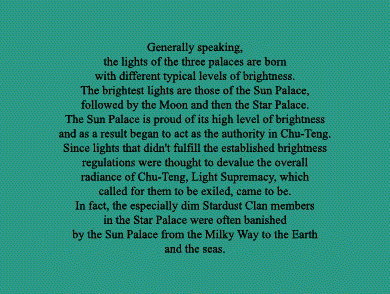 Generally speaking,
the lights of the three palaces are born
with different typical levels of brightness.
The brightest lights are those of the Sun Palace,
followed by the Moon and then the Star Palace.
The Sun Palace is proud of its high level of brightness
and as a result began to act as the authority in Chu-Teng.
Since lights that didn't fulfill the established brightness
regulations were thought to devalue the overall
radiance of Chu-Teng, Light Supremacy, which
called for them to be exiled, came to be.
In fact, the especially dim Stardust Clan members
in the Star Palace were often banished
by the Sun Palace from the Milky Way to the Earth
and the seas.